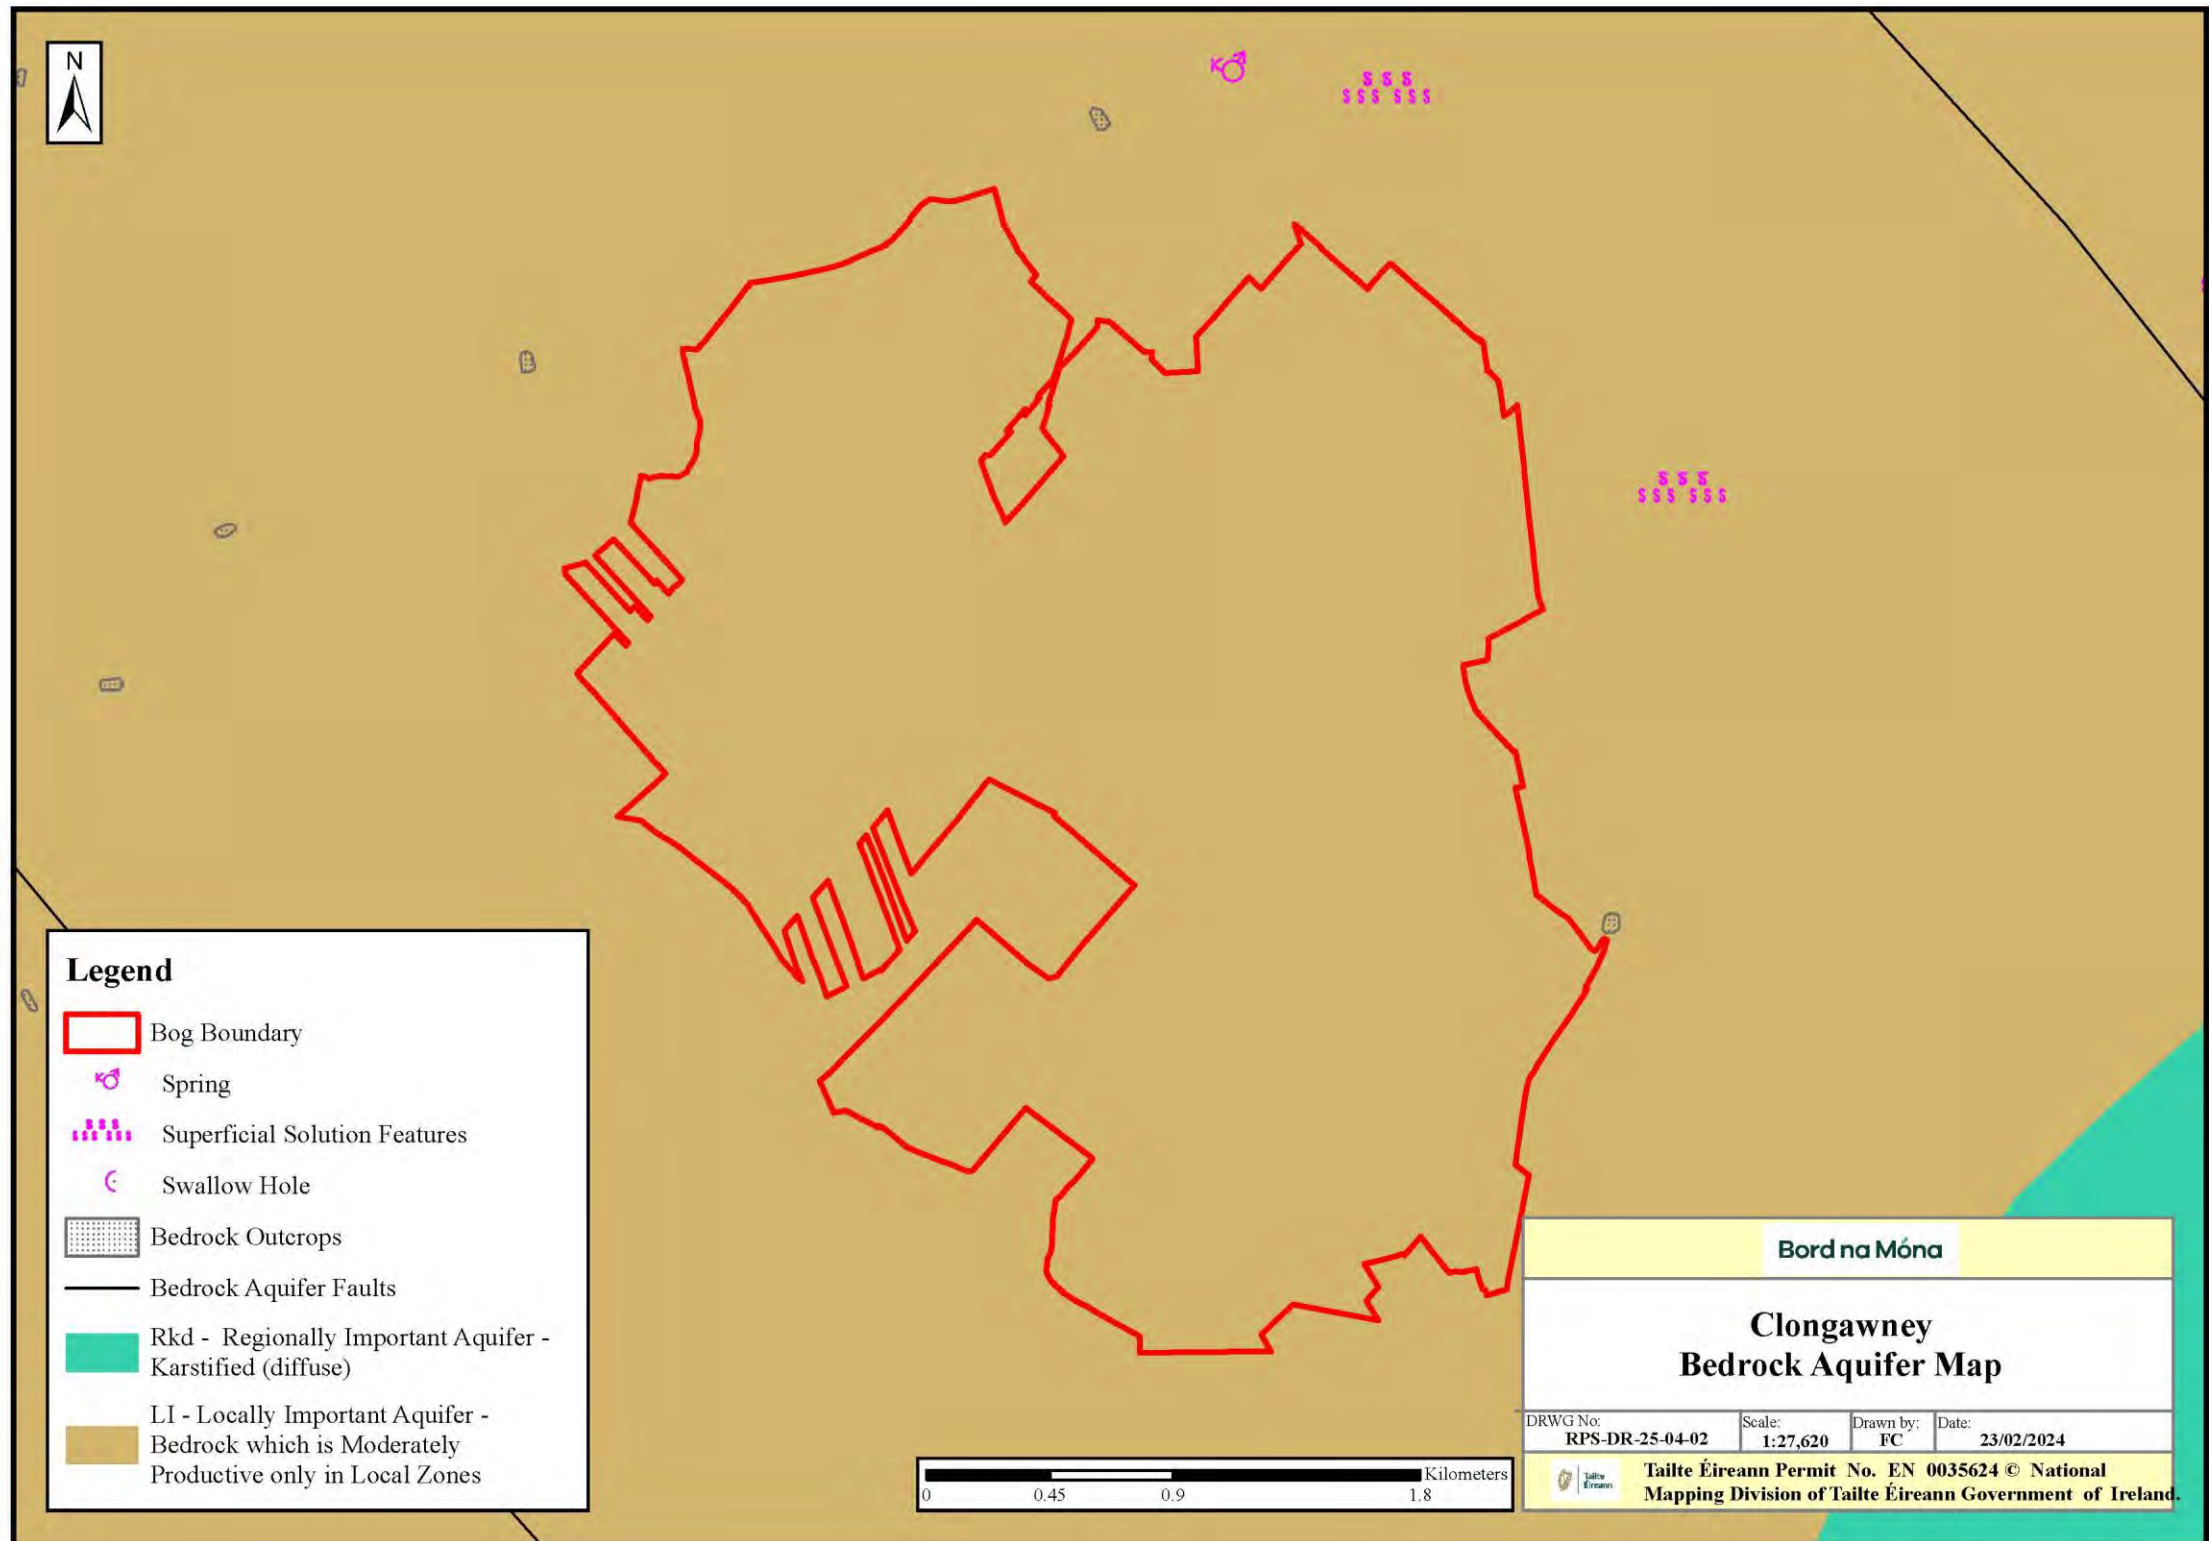 N
K
S S S
S S S S S S
S S S
S S S S S S
Legend
Bog Boundary
K
Spring
S S S
S S S S S S
Superficial Solution Features
Swallow Hole
Bedrock Outcrops
Bedrock Aquifer Faults
Rkd - Regionally Important Aquifer -
Karstified (diffuse)
LI - Locally Important Aquifer -
Bedrock which is Moderately
Productive only in Local Zones
Kilometers
0 0.45 0.9 1.8
Bord na Móna
Clongawney
Bedrock Aquifer Map
DRWG No: Scale: Drawn by: Date:
RPS-DR-25-04-02 1:27,620 FC 23/02/2024
Tailte
Éireann
Tailte Éireann Permit No. EN 0035624 © National
Mapping Division of Tailte Éireann Government of Ireland.